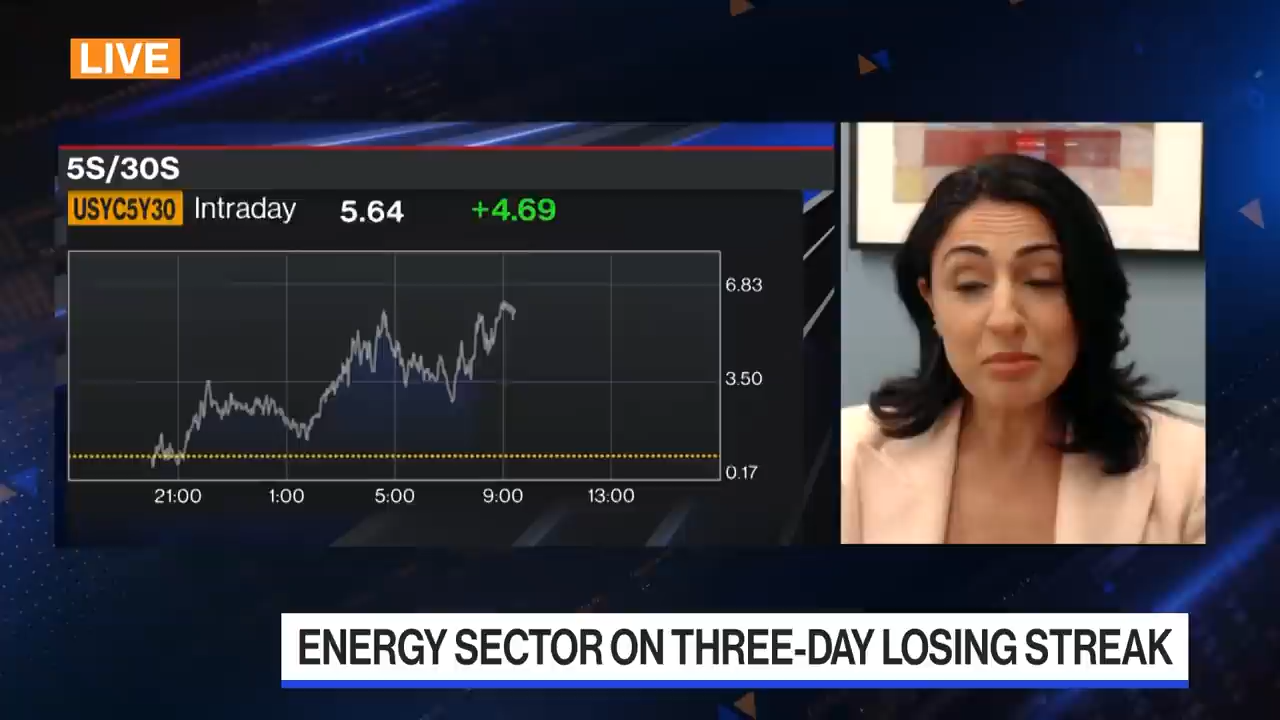 LIVE
5S/30S
USYC5Y30 Intraday 5.64 +4.69
6.83
3.50
0.17
21:00 1:00 5:00 9:00 13:00
ENERGY SECTOR ON THREE-DAY LOSING STREAK